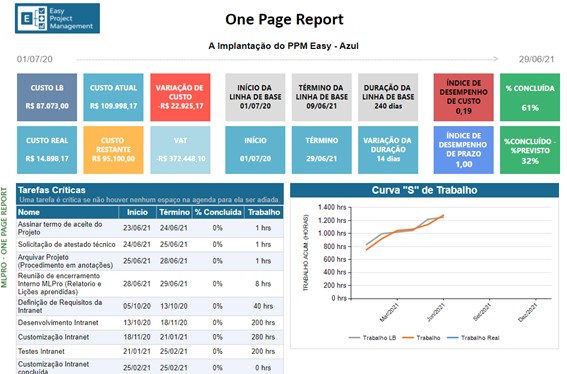 Easy
Project
Management
One Page Report
A Implantação do PPM Easy - Azul
01/07/20
29/06/21
CUSTO LB
R$ 87.073,00
CUSTO ATUAL
R$ 109.998,17
VARIAÇÃO DE
CUSTO
-R$ 22.925,17
INÍCIO DA
LINHA DE BASE
01/07/20
TÉRMINO DA
LINHA DE BASE
09/06/21
DURAÇÃO DA
LINHA DE BASE
240 dias
ÍNDICE DE
DESEMPENHO
DE CUSTO
0,19
% CONCLUÍDA
61%
CUSTO REAL
R$ 14.898,17
CUSTO
RESTANTE
R$ 95.100,00
VAT
-R$ 372.448,10
INÍCIO
01/07/20
TÉRMINO
29/06/21
VARIAÇÃO DA
DURAÇÃO
14 dias
ÍNDICE DE
DESEMPENHO
DE PRAZO
1,00
%CONCLUÍDO -
%PREVISTO
32%
MLPRO - ONE PAGE REPORT
Tarefas Críticas
Uma tarefa é crítica se não houver nenhum espaço na agenda para ela ser adiada.
Nome Início Término % Concluída Trabalho
Assinar termo de aceite do
Projeto
23/06/21 24/06/21 0% 1 hrs
Solicitação de atestado técnico 24/06/21 25/06/21 0% 1 hrs
Arquivar Projeto
(Procedimento em anotações)
25/06/21 28/06/21 0% 1 hrs
Reunião de encerramento
Interno MLPro (Relatorio e
Lições aprendidas)
28/06/21 29/06/21 0% 8 hrs
Definição de Requisitos da
Intranet
05/10/20 13/10/20 0% 40 hrs
Desenvolvimento Intranet 13/10/20 18/11/20 0% 200 hrs
Customização Intranet 18/11/20 21/01/21 0% 280 hrs
Testes Intranet 21/01/21 25/02/21 0% 200 hrs
Customização Intranet
concluída
25/02/21 25/02/21 0% 0 hrs
Curva "S" de Trabalho
TRABALHO ACUM. (HORAS)
1.400 hrs
1.200 hrs
1.000 hrs
800 hrs
600 hrs
400 hrs
200 hrs
0 hrs
Mar/2021
Jun/2021
Set/2021
Dez/2021
Trabalho LB
Trabalho
Trabalho Real